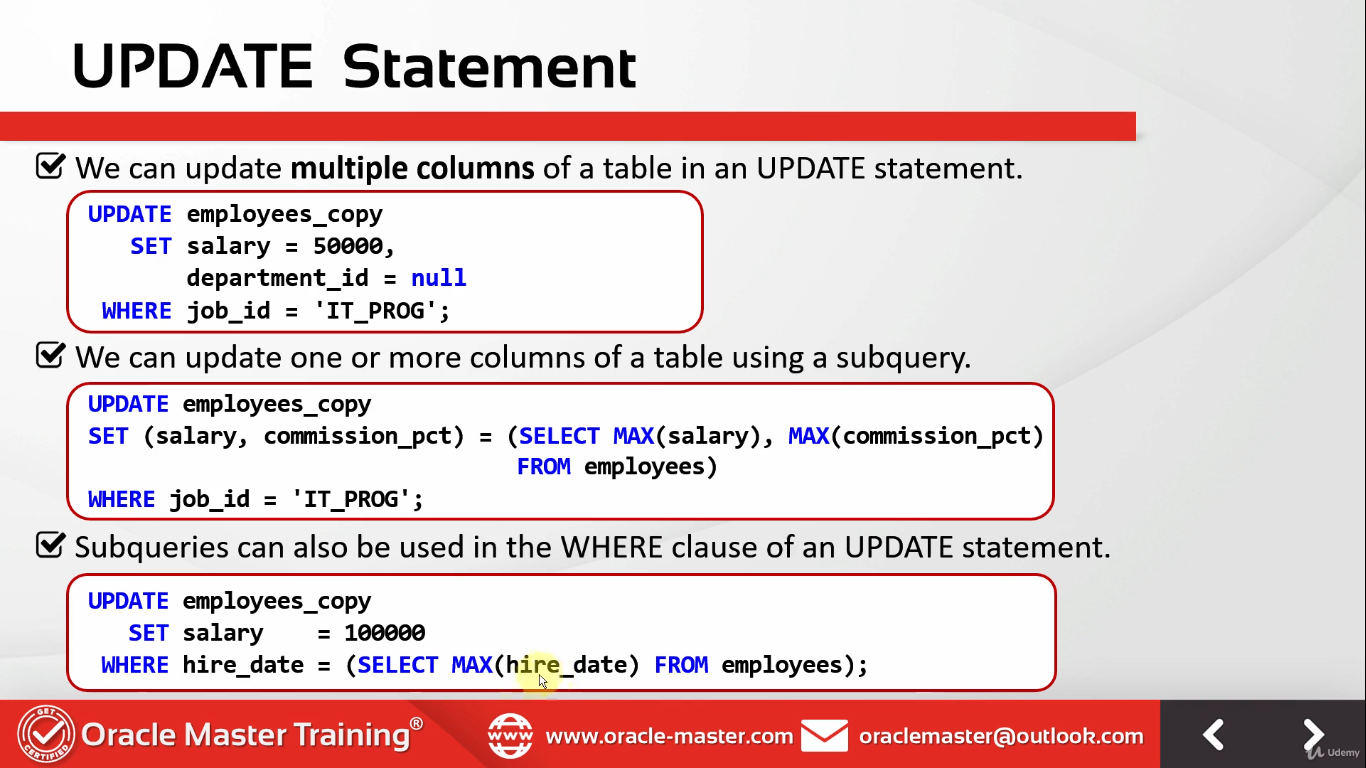 UPDATE Statement
We can update multiple columns of a table in an UPDATE statement.
UPDATE employees_copy
SET salary = 50000,
department_id = null
WHERE job_id = 'IT_PROG';
We can update one or more columns of a table using a subquery.
UPDATE employees_copy
SET (salary, commission_pct) = (SELECT MAX(salary), MAX(commission_pct)
FROM employees)
WHERE job_id = 'IT_PROG';
Subqueries can also be used in the WHERE clause of an UPDATE statement.
UPDATE employees_copy
SET salary = 100000
WHERE hire_date = (SELECT MAX(hire_date) FROM employees);
GET
CERTIFIED
Oracle Master Training®
www
www.oracle-master.com
oraclemaster@outlook.com
Udemy